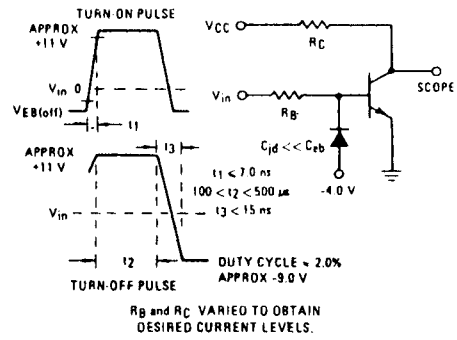 TURN-ON PULSE
APPROX
+11 V
Vin 0
VEB(off)
t1
t3
APPROX
+11 V
Vin
t1 ≤ 7.0 ns
100 < t2 < 500 µs
t3 < 15 ns
t2
DUTY CYCLE ≈ 2.0%
APPROX -9.0 V
TURN-OFF PULSE
VCC
RC
SCOPE
Vin
RB
Cjd << Ceb
-4.0 V
RB and RC VARIED TO OBTAIN
DESIRED CURRENT LEVELS.